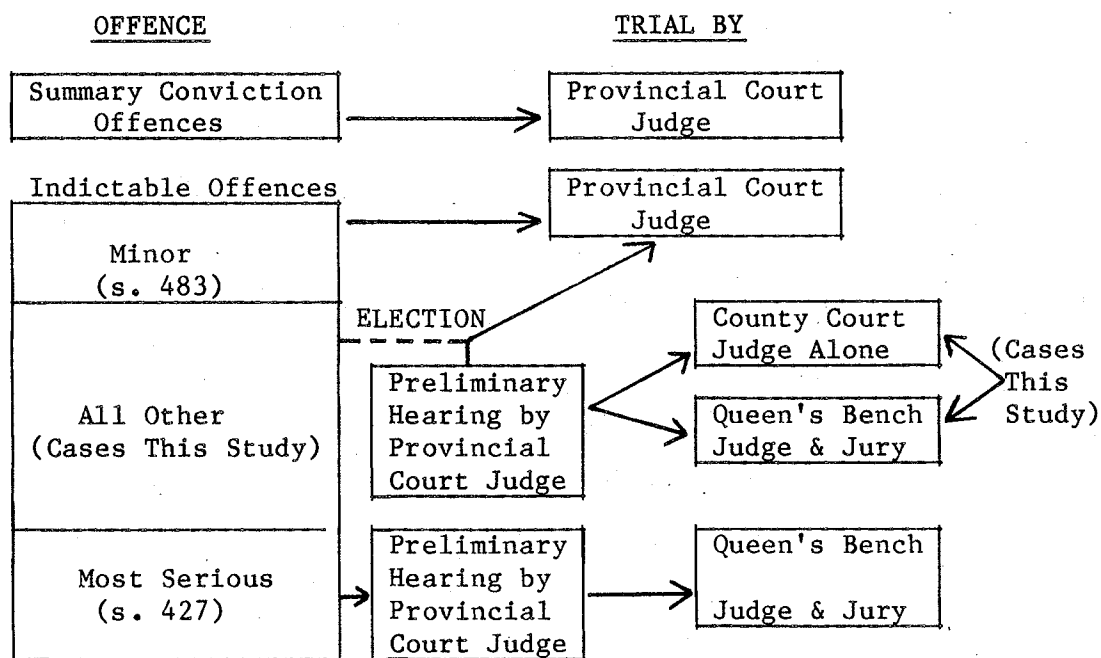 OFFENCE
TRIAL BY
Summary Conviction
Offences
Provincial Court
Judge
Indictable Offences
Minor
(s. 483)
Provincial Court
Judge
ELECTION
All Other
(Cases This Study)
Preliminary
Hearing by
Provincial
Court Judge
County Court
Judge Alone
Queen's Bench
Judge & Jury
(Cases
This
Study)
Most Serious
(s. 427)
Preliminary
Hearing by
Provincial
Court Judge
Queen's Bench
Judge & Jury